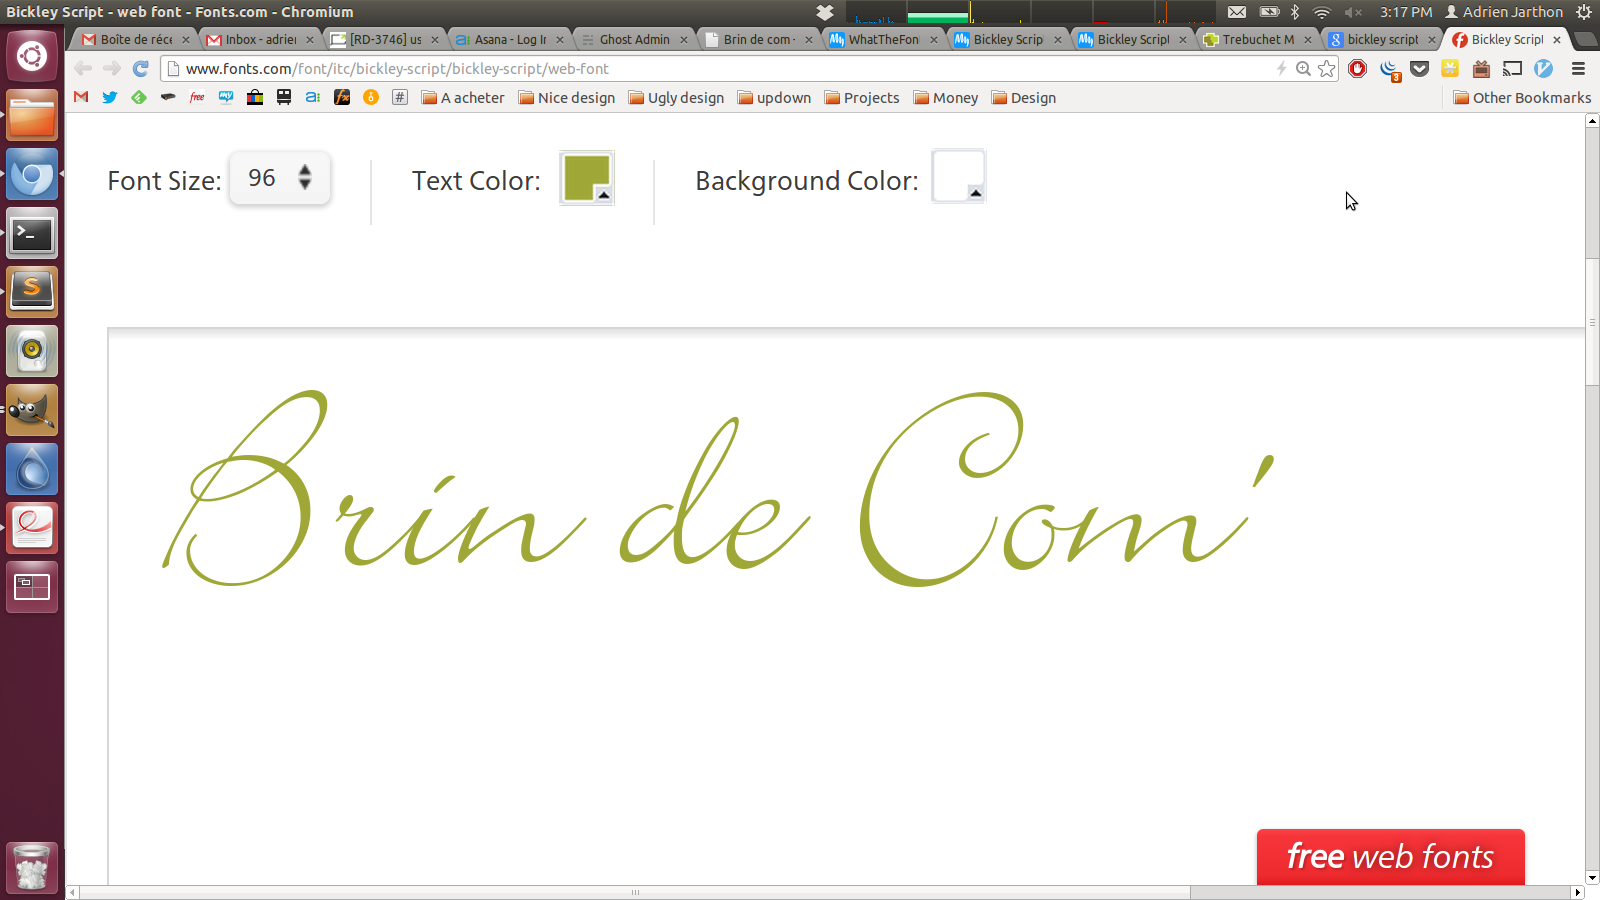 Bickley Script - web font - Fonts.com - Chromium
3:17 PM Adrien Jarthon
Boîte de réce
Inbox - adrien
[RD-3746] us
Asana - Log In
Ghost Admin
Brin de com -
WhatTheFon
Bickley Scrip
Bickley Script
Trebuchet M
bickley script
Bickley Script
www.fonts.com/font/itc/bickley-script/bickley-script/web-font
A acheter Nice design Ugly design updown Projects Money Design Other Bookmarks
Font Size: 96 Text Color: Background Color:
Brin de Com'
free web fonts